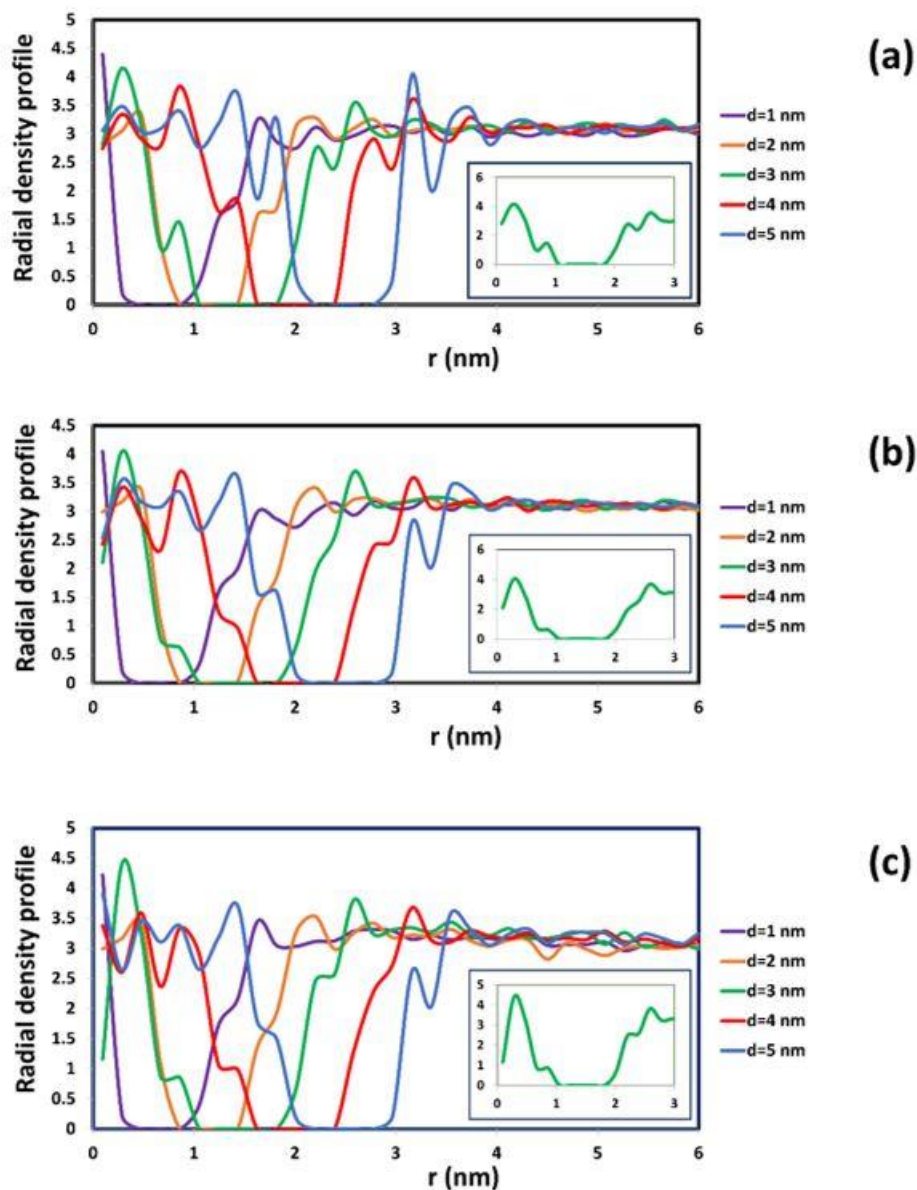 (a)
Radial density profile
5
4.5
4
3.5
3
2.5
2
1.5
1
0.5
0
0 1 2 3 4 5 6
r (nm)
6
4
2
0
0 1 2 3
d=1 nm
d=2 nm
d=3 nm
d=4 nm
d=5 nm
(b)
Radial density profile
4.5
4
3.5
3
2.5
2
1.5
1
0.5
0
0 1 2 3 4 5 6
r (nm)
6
4
2
0
0 1 2 3
d=1 nm
d=2 nm
d=3 nm
d=4 nm
d=5 nm
(c)
Radial density profile
5
4.5
4
3.5
3
2.5
2
1.5
1
0.5
0
0 1 2 3 4 5 6
r (nm)
5
4
3
2
1
0
0 1 2 3
d=1 nm
d=2 nm
d=3 nm
d=4 nm
d=5 nm